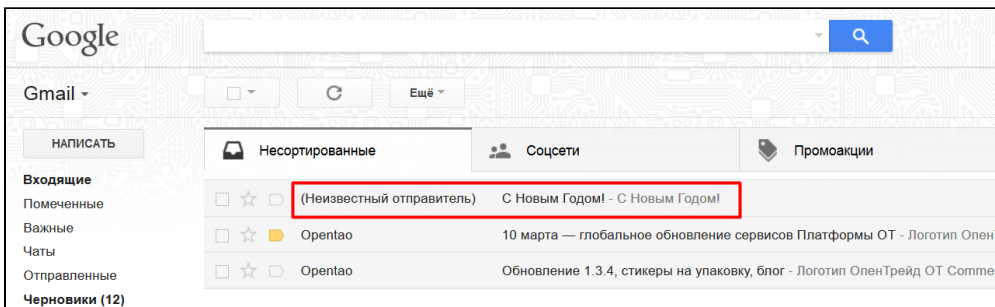 Google
Gmail
Ещё
НАПИСАТЬ
Несортированные Соцсети Промоакции
Входящие
Помеченные
Важные
Чаты
Отправленные
Черновики (12)
(Неизвестный отправитель) С Новым Годом! - С Новым Годом!
Opentao 10 марта — глобальное обновление сервисов Платформы ОТ - Логотип Опен
Opentao Обновление 1.3.4, стикеры на упаковку, блог - Логотип ОпенТрейд OT Comme